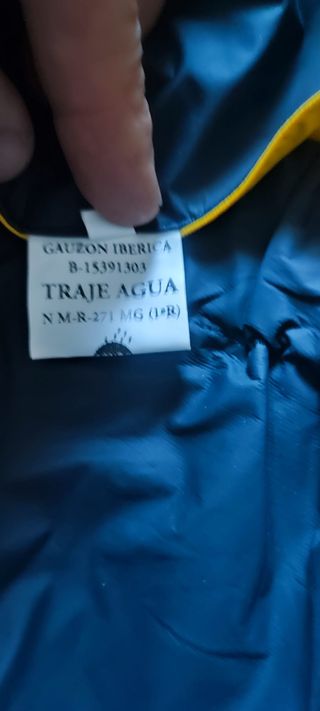 GAUZON IBERICA
B-15391303
TRAJE AGUA
N M-R-271 MG (1ªR)